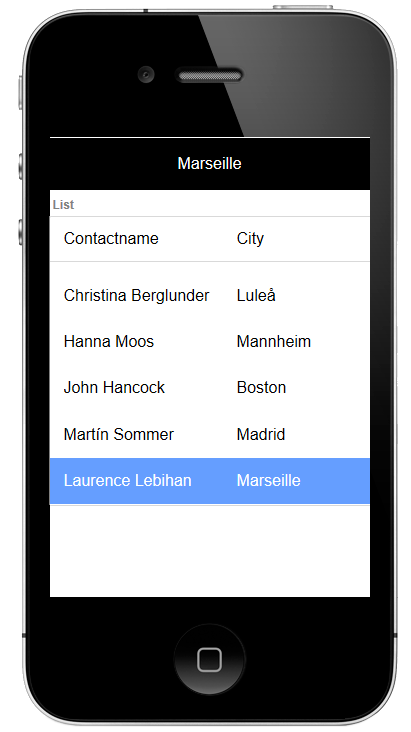 Marseille
List
Contactname City
Christina Berglunder Luleå
Hanna Moos Mannheim
John Hancock Boston
Martín Sommer Madrid
Laurence Lebihan Marseille